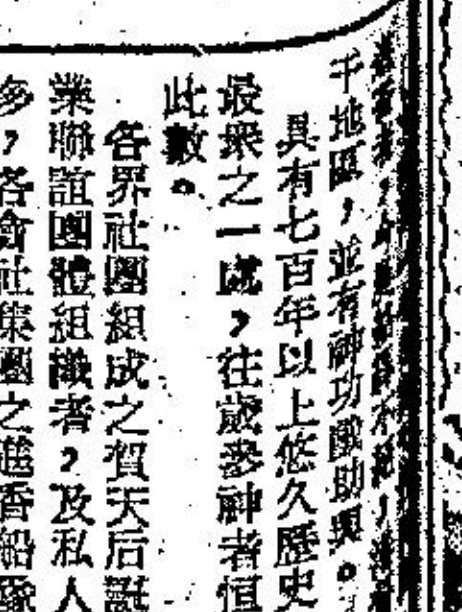 千地區，並有神功戲助興。
具有七百年以上悠久歷史
最衆之一處，往歲參神者恒
此數。
各界社團組成之賀天后誕
業聯誼團體組織者，及私人
多，各會社集團之進香船隊